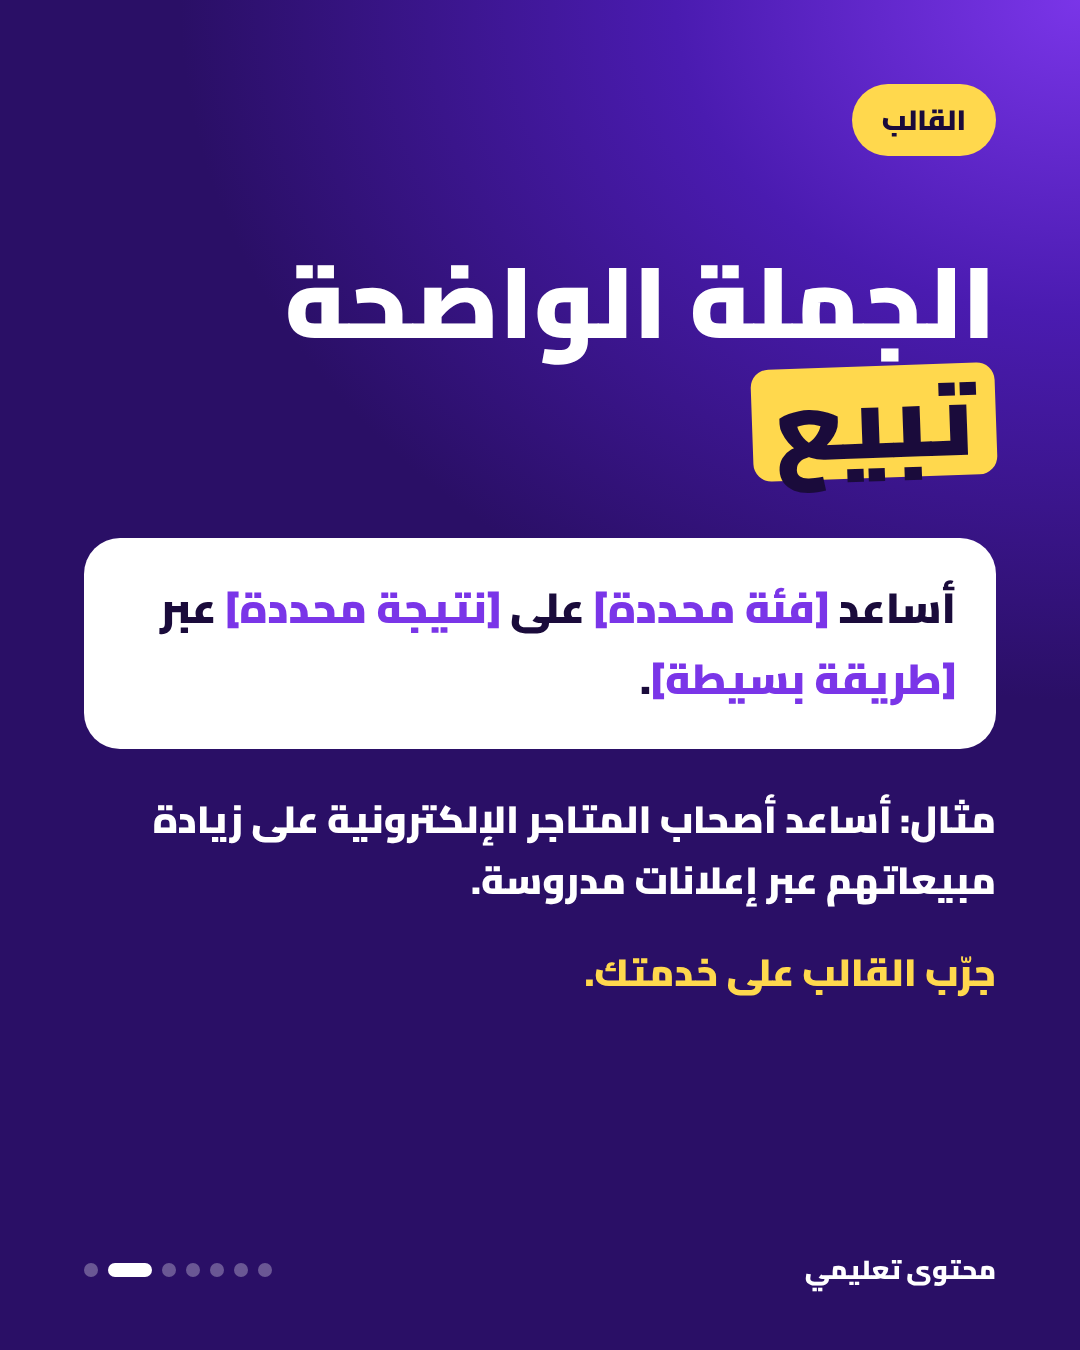 القالب
الجملة الواضحة
تبيع
أساعد [فئة محددة] على [نتيجة محددة] عبر
[طريقة بسيطة].
مثال: أساعد أصحاب المتاجر الإلكترونية على زيادة
مبيعاتهم عبر إعلانات مدروسة.
جرّب القالب على خدمتك.
محتوى تعليمي